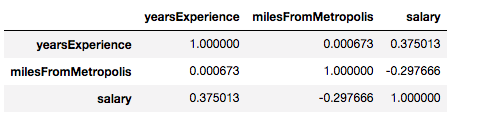 yearsExperience milesFromMetropolis salary
yearsExperience 1.000000 0.000673 0.375013
milesFromMetropolis 0.000673 1.000000 -0.297666
salary 0.375013 -0.297666 1.000000